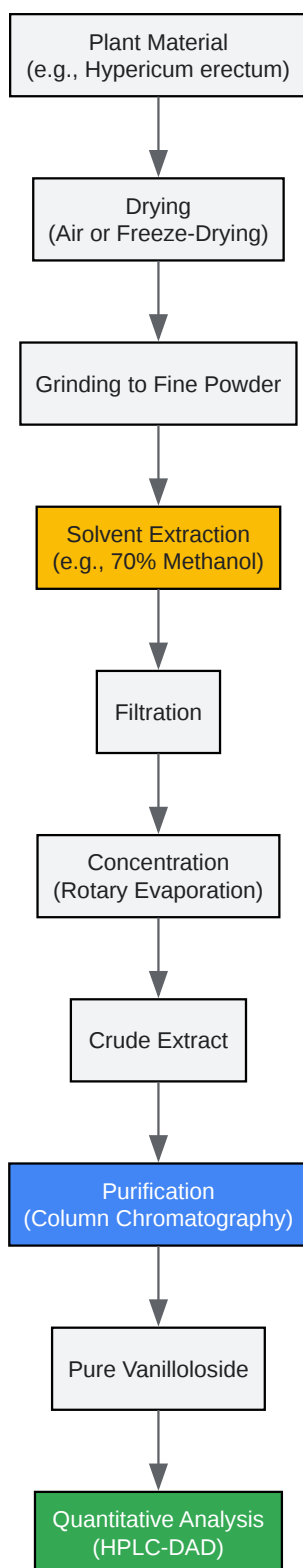 Plant Material
(e.g., Hypericum erectum)
Drying
(Air or Freeze-Drying)
Grinding to Fine Powder
Solvent Extraction
(e.g., 70% Methanol)
Filtration
Concentration
(Rotary Evaporation)
Crude Extract
Purification
(Column Chromatography)
Pure Vanilloloside
Quantitative Analysis
(HPLC-DAD)